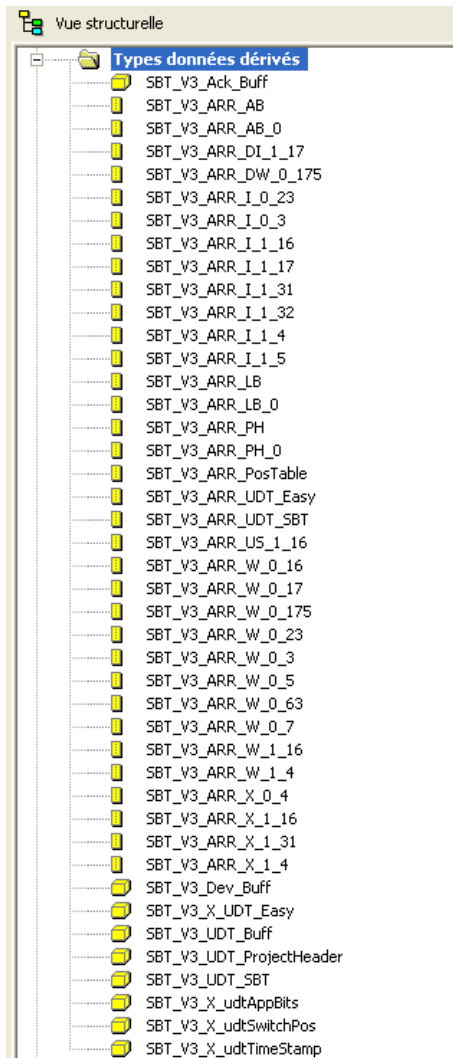 Vue structurelle
Types données dérivés
SBT_V3_Ack_Buff
SBT_V3_ARR_AB
SBT_V3_ARR_AB_0
SBT_V3_ARR_DI_1_17
SBT_V3_ARR_DW_0_175
SBT_V3_ARR_I_0_23
SBT_V3_ARR_I_0_3
SBT_V3_ARR_I_1_16
SBT_V3_ARR_I_1_17
SBT_V3_ARR_I_1_31
SBT_V3_ARR_I_1_32
SBT_V3_ARR_I_1_4
SBT_V3_ARR_I_1_5
SBT_V3_ARR_LB
SBT_V3_ARR_LB_0
SBT_V3_ARR_PH
SBT_V3_ARR_PH_0
SBT_V3_ARR_PosTable
SBT_V3_ARR_UDT_Easy
SBT_V3_ARR_UDT_SBT
SBT_V3_ARR_US_1_16
SBT_V3_ARR_W_0_16
SBT_V3_ARR_W_0_17
SBT_V3_ARR_W_0_175
SBT_V3_ARR_W_0_23
SBT_V3_ARR_W_0_3
SBT_V3_ARR_W_0_5
SBT_V3_ARR_W_0_63
SBT_V3_ARR_W_0_7
SBT_V3_ARR_W_1_16
SBT_V3_ARR_W_1_4
SBT_V3_ARR_X_0_4
SBT_V3_ARR_X_1_16
SBT_V3_ARR_X_1_31
SBT_V3_ARR_X_1_4
SBT_V3_Dev_Buff
SBT_V3_X_UDT_Easy
SBT_V3_UDT_Buff
SBT_V3_UDT_ProjectHeader
SBT_V3_UDT_SBT
SBT_V3_X_udtAppBits
SBT_V3_X_udtSwitchPos
SBT_V3_X_udtTimeStamp